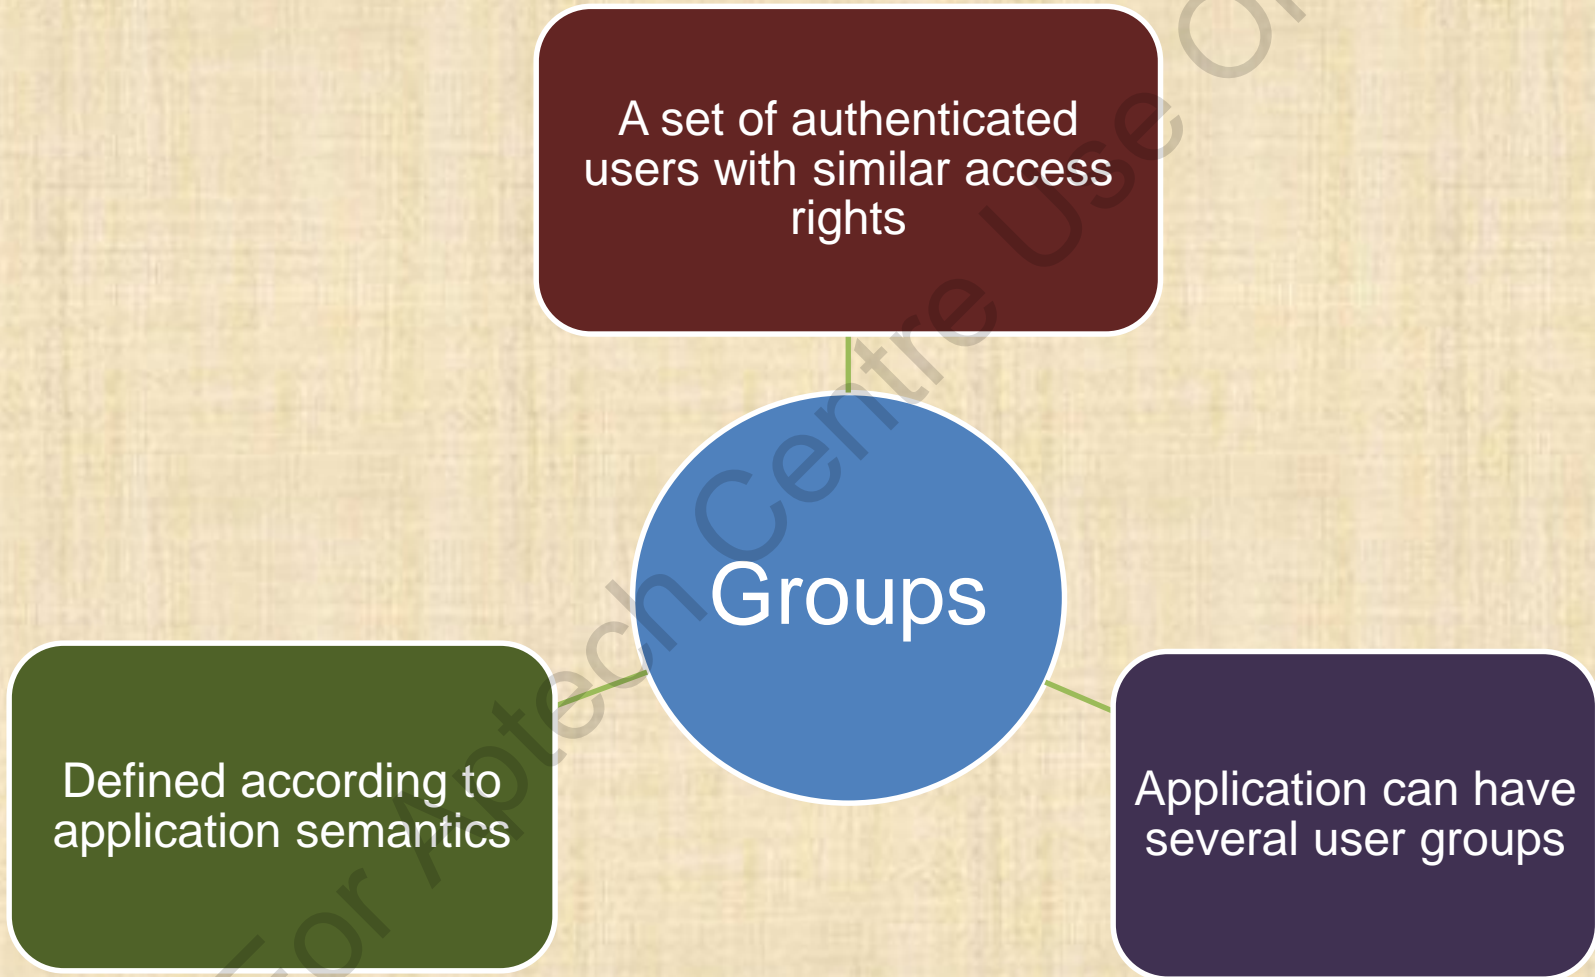 A set of authenticated
users with similar access
rights
Groups
Defined according to
application semantics
Application can have
several user groups
For Aptech Centre Use